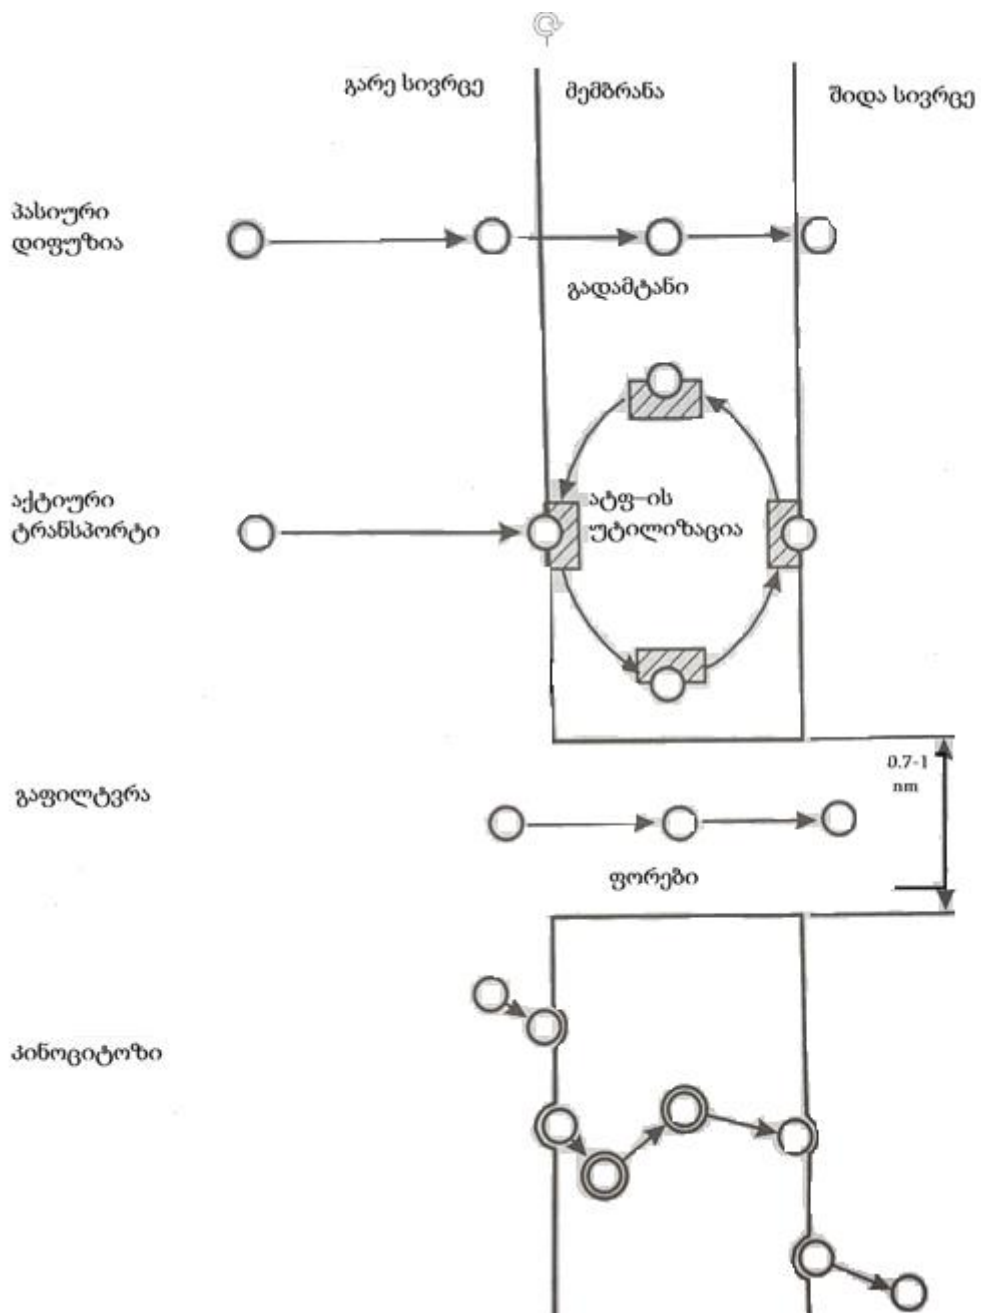 გარე სივრცე
მემბრანა
შიდა სივრცე
პასიური
დიფუზია
გადამტანი
აქტიური
ტრანსპორტი
ატფ-ის
უტილიზაცია
0.7-1
nm
გაფილტვრა
ფორები
პინოციტოზი